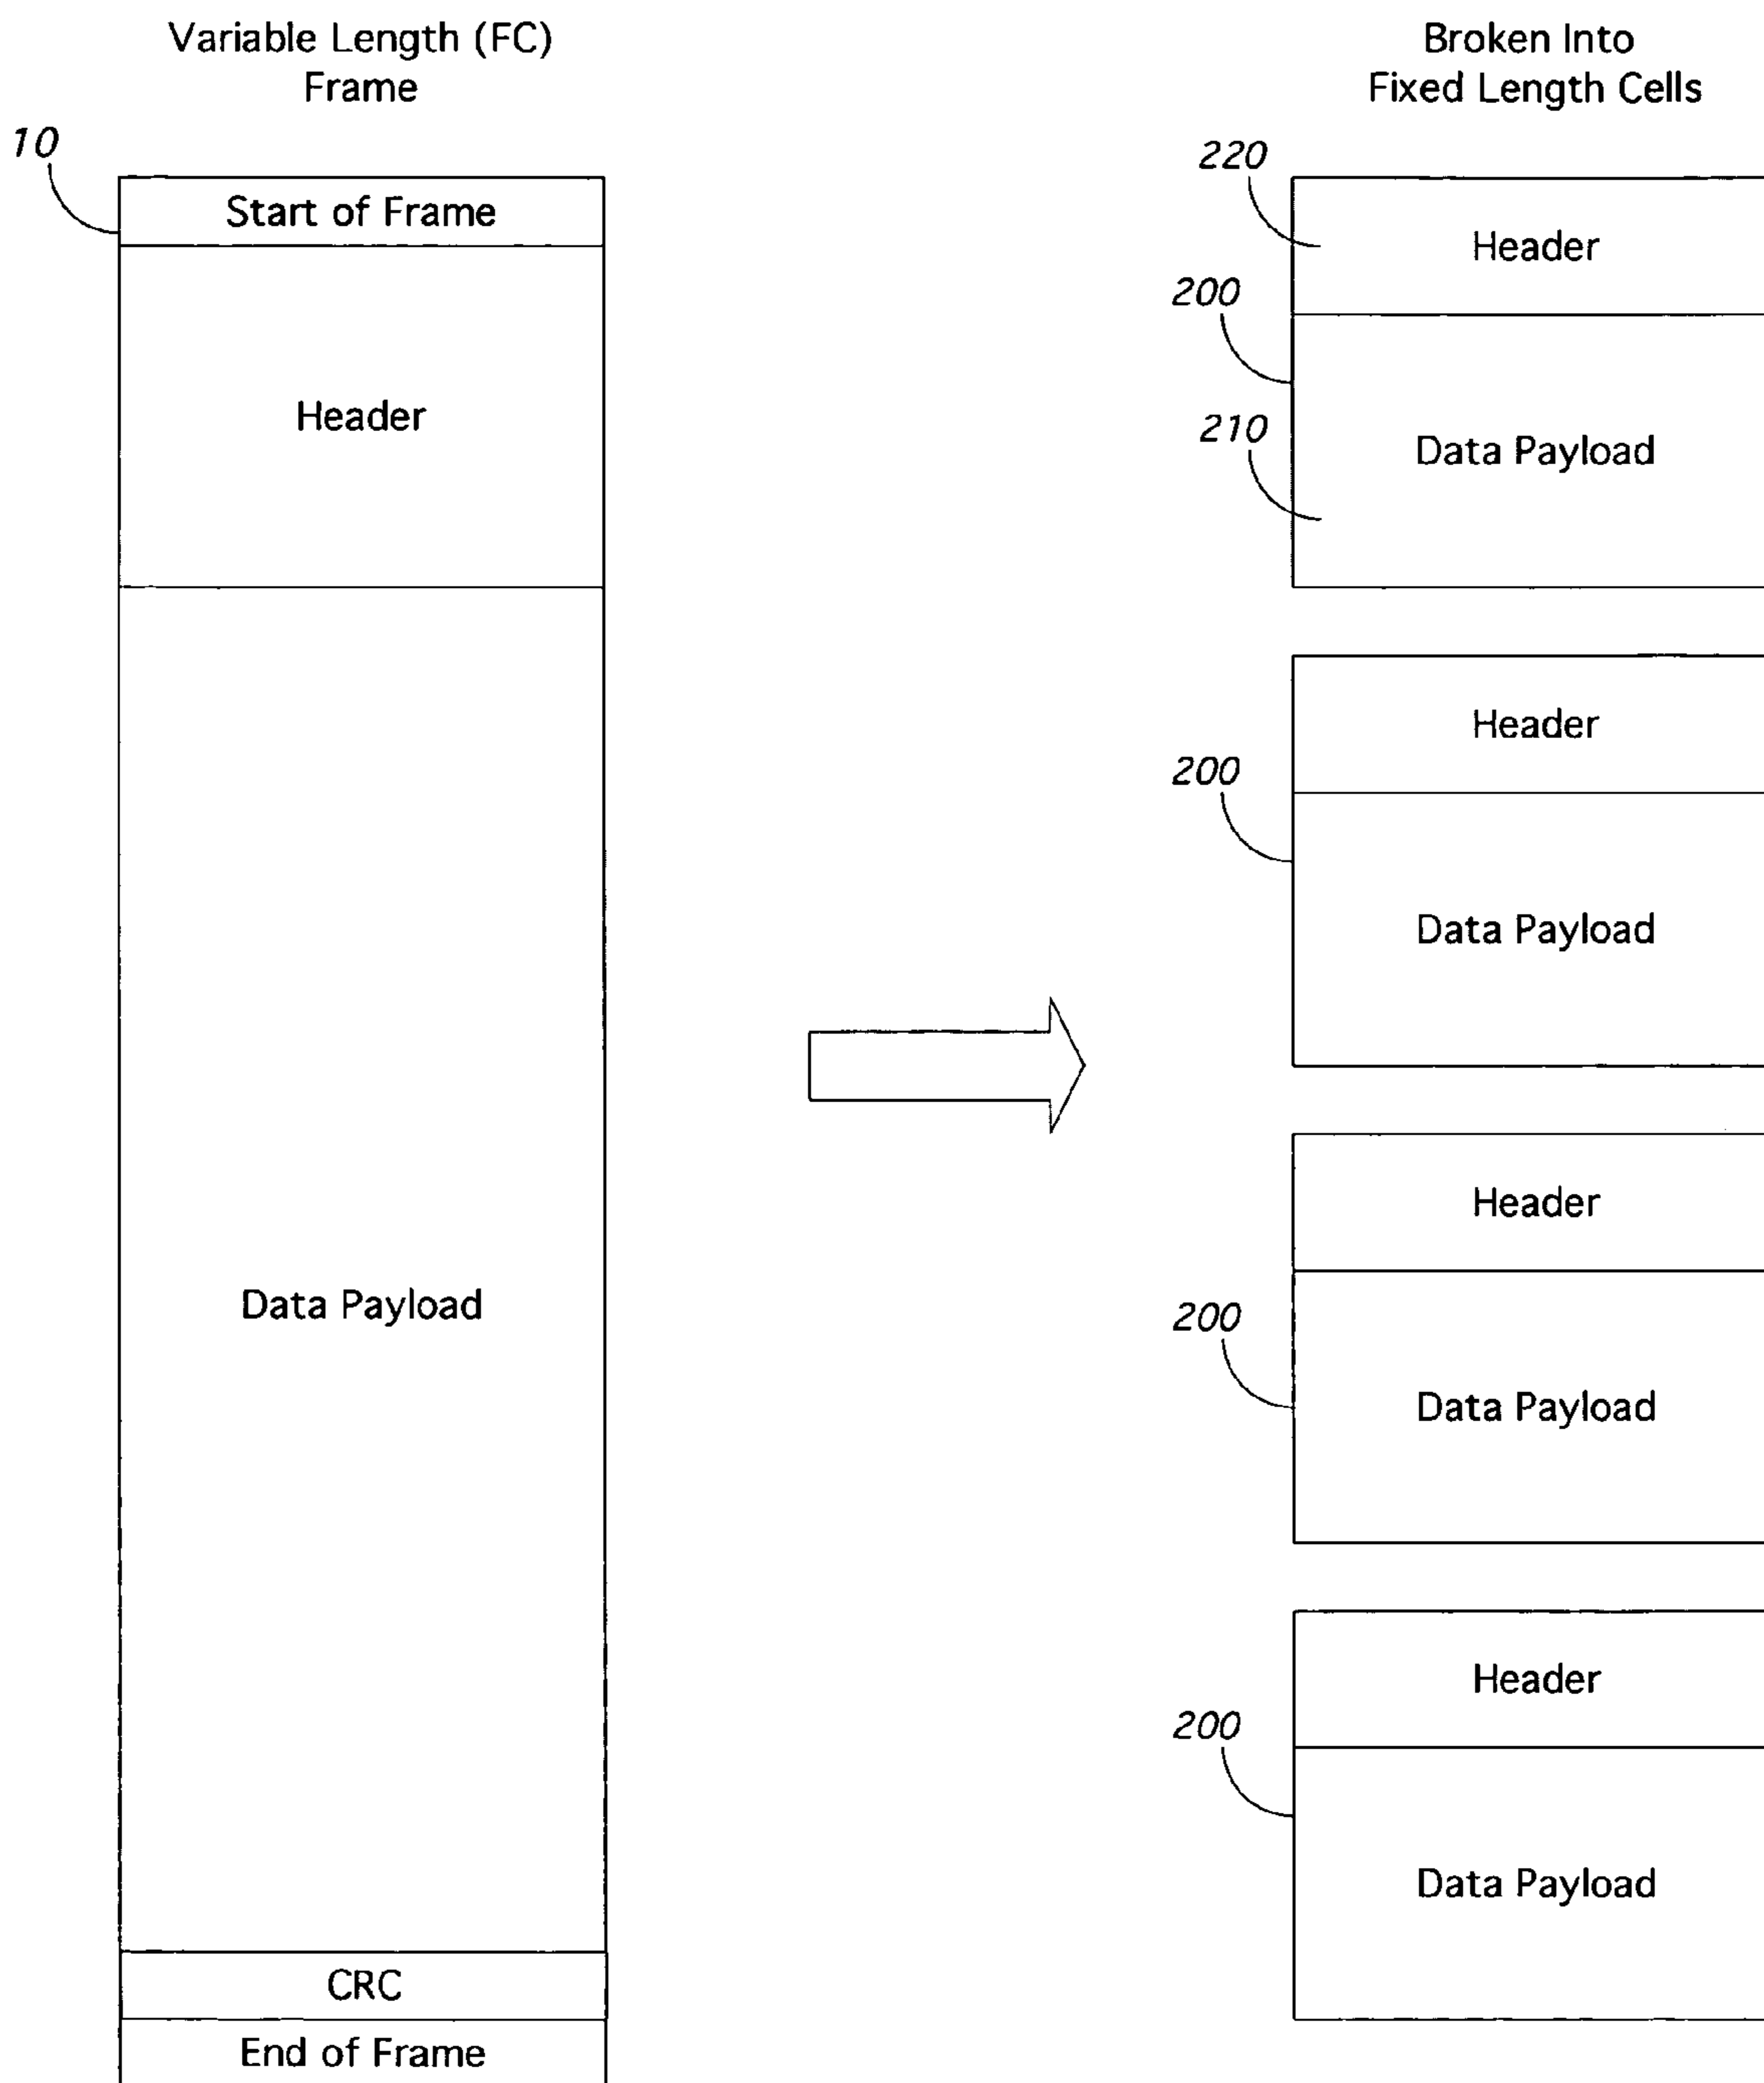 Variable Length (FC)
Frame
10
Start of Frame
Header
Data Payload
CRC
End of Frame
Broken Into
Fixed Length Cells
220
Header
200
210
Data Payload
Header
200
Data Payload
Header
200
Data Payload
Header
200
Data Payload